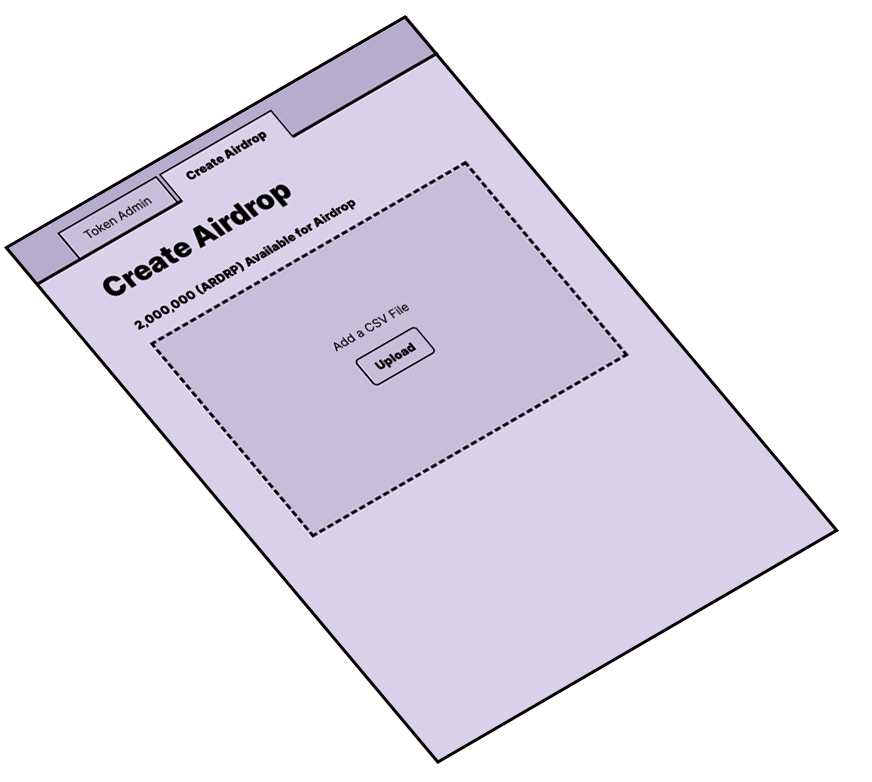 Token Admin
Create Airdrop
Create Airdrop
2,000,000 (ARDRP) Available for Airdrop
Add a CSV File
Upload